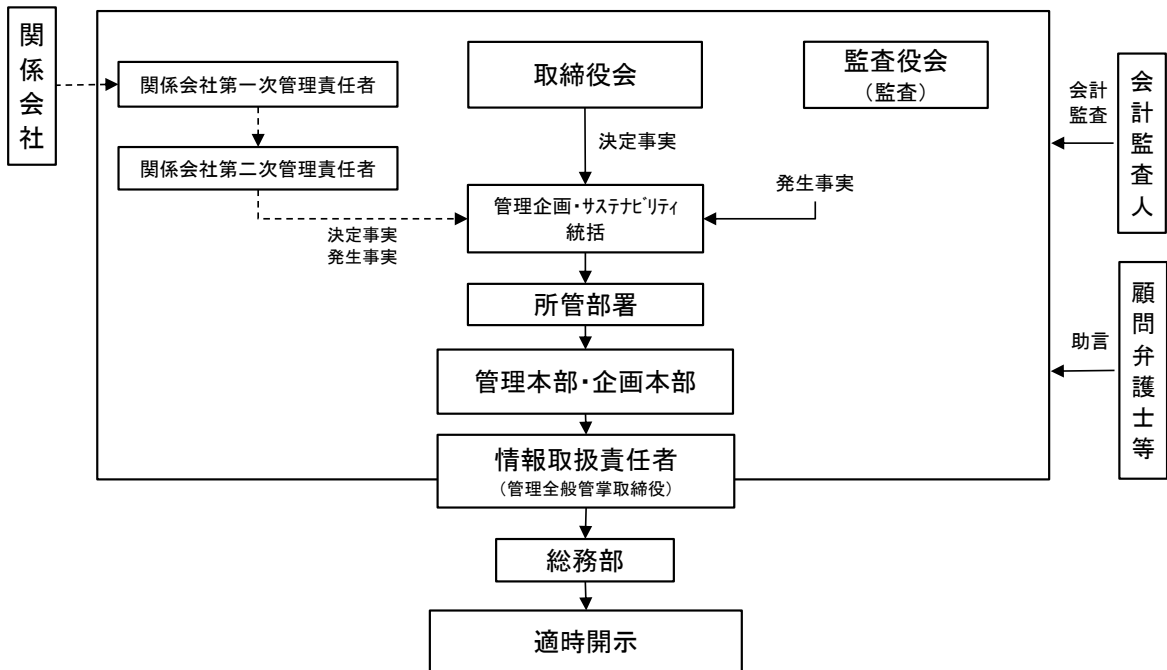 関係会社
関係会社第一次管理責任者
関係会社第二次管理責任者
取締役会
監査役会
（監査）
決定事実
発生事実
管理企画・ｻｽﾃﾅﾋﾞﾘﾃｨ
統括
決定事実
発生事実
所管部署
管理本部・企画本部
情報取扱責任者
（管理全般管掌取締役）
総務部
適時開示
会計
監査
会計監査人
助言
顧問弁護士等